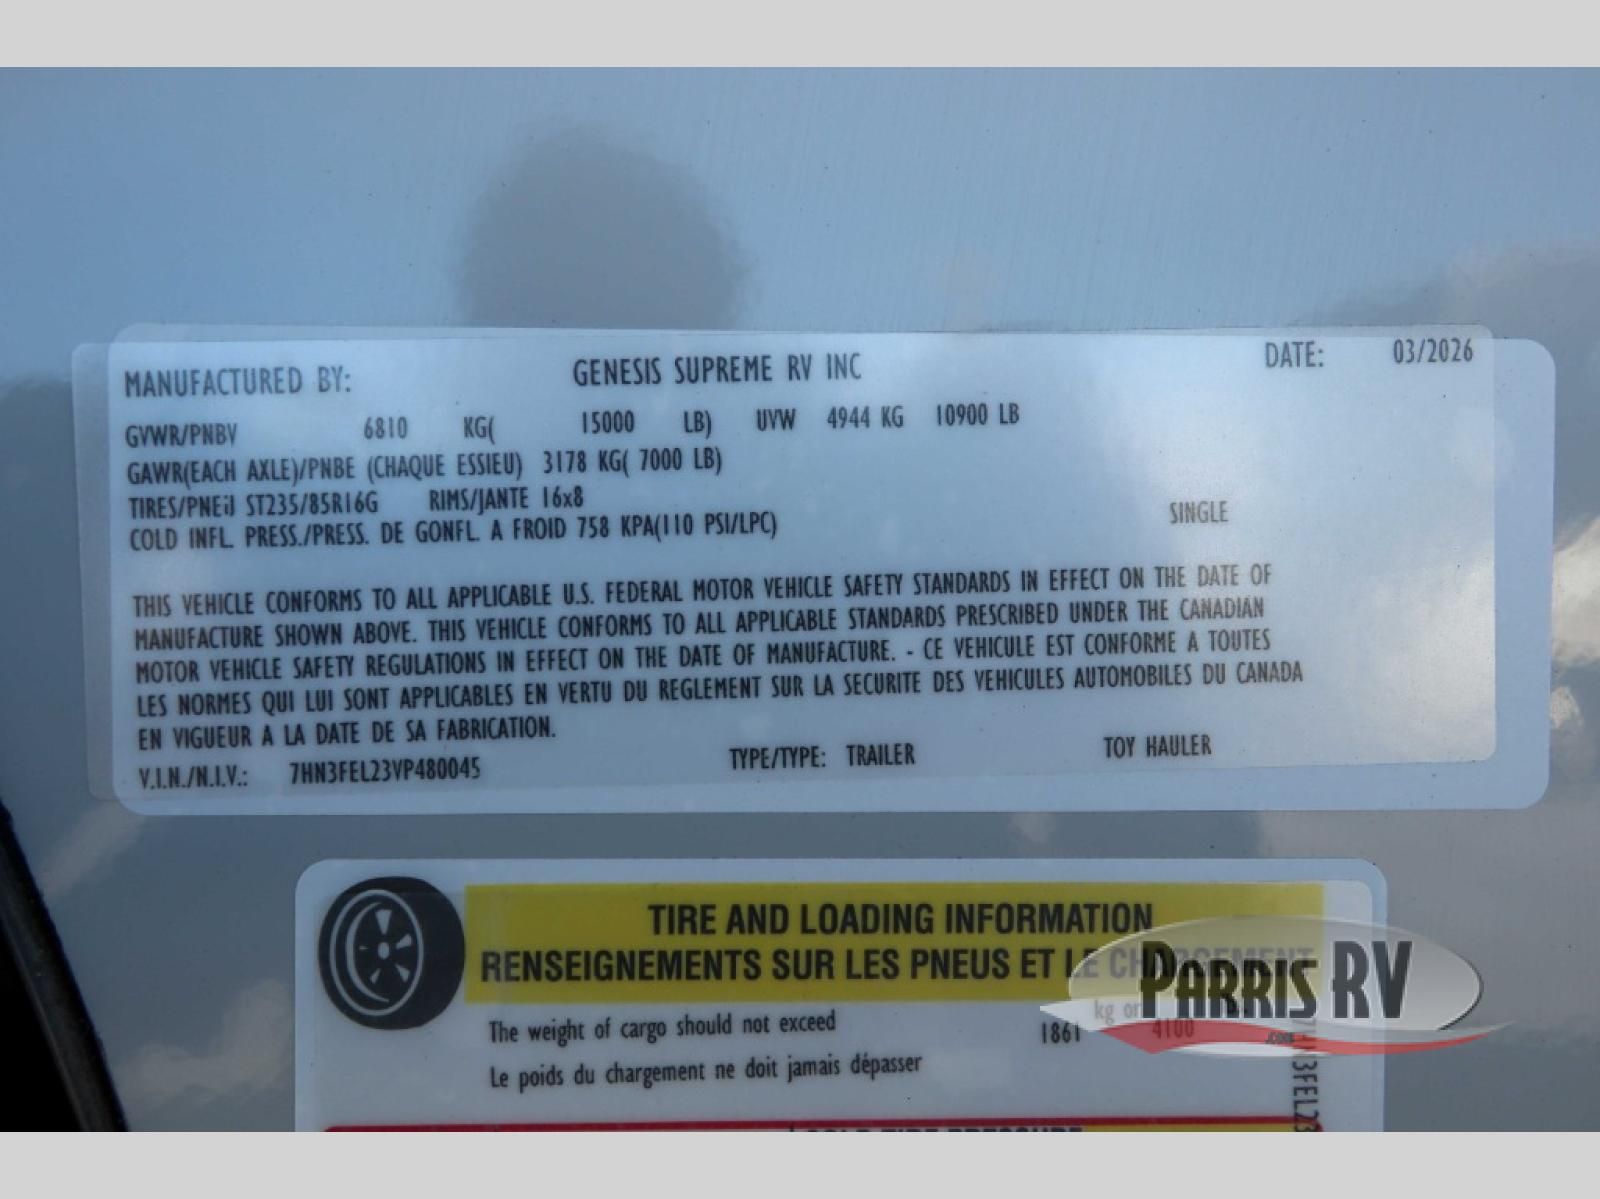 MANUFACTURED BY: GENESIS SUPREME RV INC DATE: 03/2026
GVWR/PNBV 6810 KG( 15000 LB) UVW 4944 KG 10900 LB
GAWR(EACH AXLE)/PNBE (CHAQUE ESSIEU) 3178 KG( 7000 LB)
TIRES/PNEU ST235/85R16G RIMS/JANTE 16x8
COLD INFL. PRESS./PRESS. DE GONFL. A FROID 758 KPA(110 PSI/LPC) SINGLE
THIS VEHICLE CONFORMS TO ALL APPLICABLE U.S. FEDERAL MOTOR VEHICLE SAFETY STANDARDS IN EFFECT ON THE DATE OF
MANUFACTURE SHOWN ABOVE. THIS VEHICLE CONFORMS TO ALL APPLICABLE STANDARDS PRESCRIBED UNDER THE CANADIAN
MOTOR VEHICLE SAFETY REGULATIONS IN EFFECT ON THE DATE OF MANUFACTURE. - CE VEHICULE EST CONFORME A TOUTES
LES NORMES QUI LUI SONT APPLICABLES EN VERTU DU REGLEMENT SUR LA SECURITE DES VEHICULES AUTOMOBILES DU CANADA
EN VIGUEUR A LA DATE DE SA FABRICATION.
V.I.N./N.I.V.: 7HN3FEL23VP480045 TYPE/TYPE: TRAILER TOY HAULER
TIRE AND LOADING INFORMATION
RENSEIGNEMENTS SUR LES PNEUS ET LE CHARGEMENT
The weight of cargo should not exceed 1861 kg or 4100
Le poids du chargement ne doit jamais dépasser
PARRIS RV
.com
7HN3FEL23